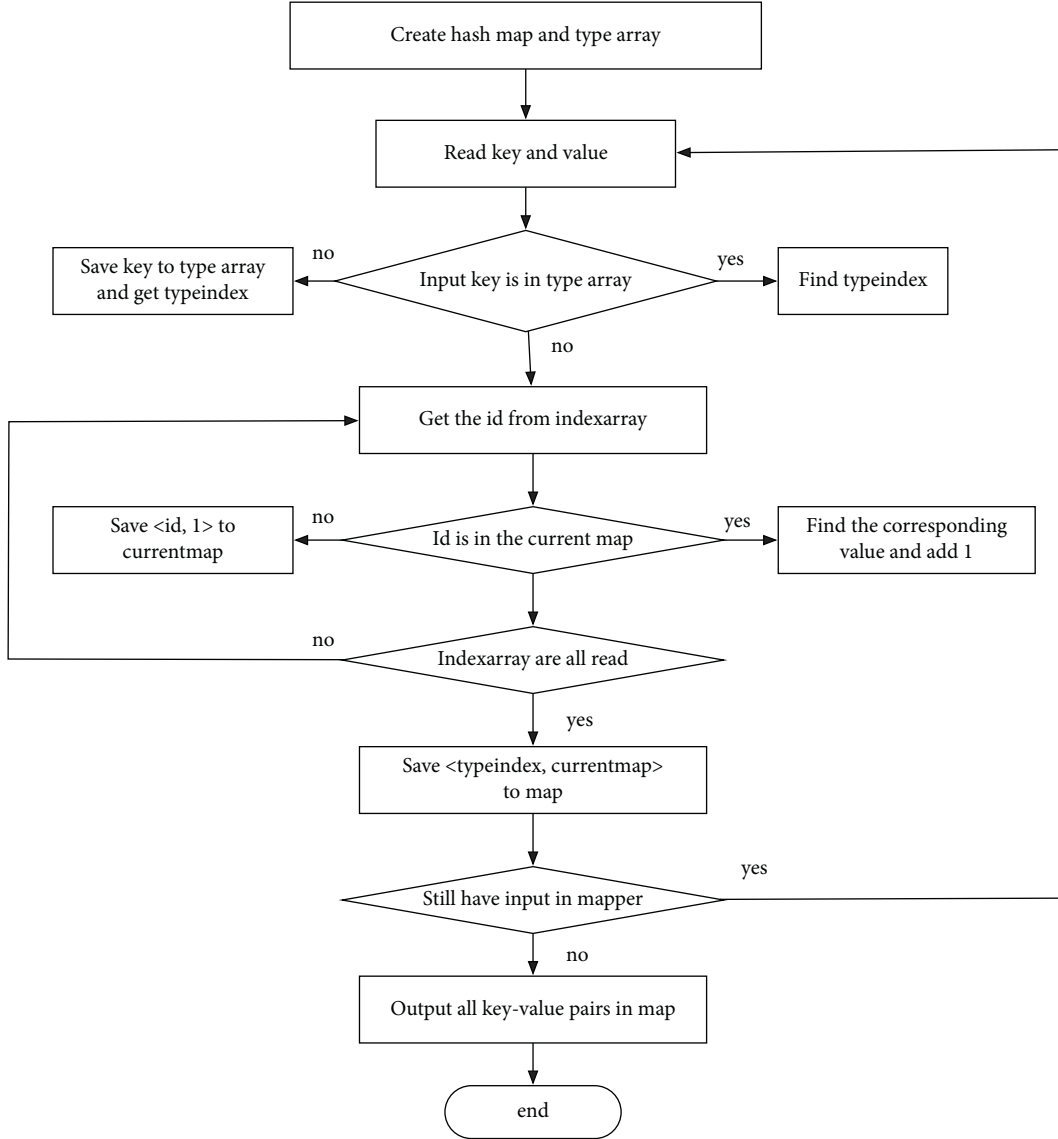 Create hash map and type array
Read key and value
no
yes
Save key to type array
and get typeindex
Input key is in type array
Find typeindex
no
Get the id from indexarray
no
yes
Save <id, 1> to
currentmap
Id is in the current map
Find the corresponding
value and add 1
no
Indexarray are all read
yes
Save <typeindex, currentmap>
to map
yes
Still have input in mapper
no
Output all key-value pairs in map
end